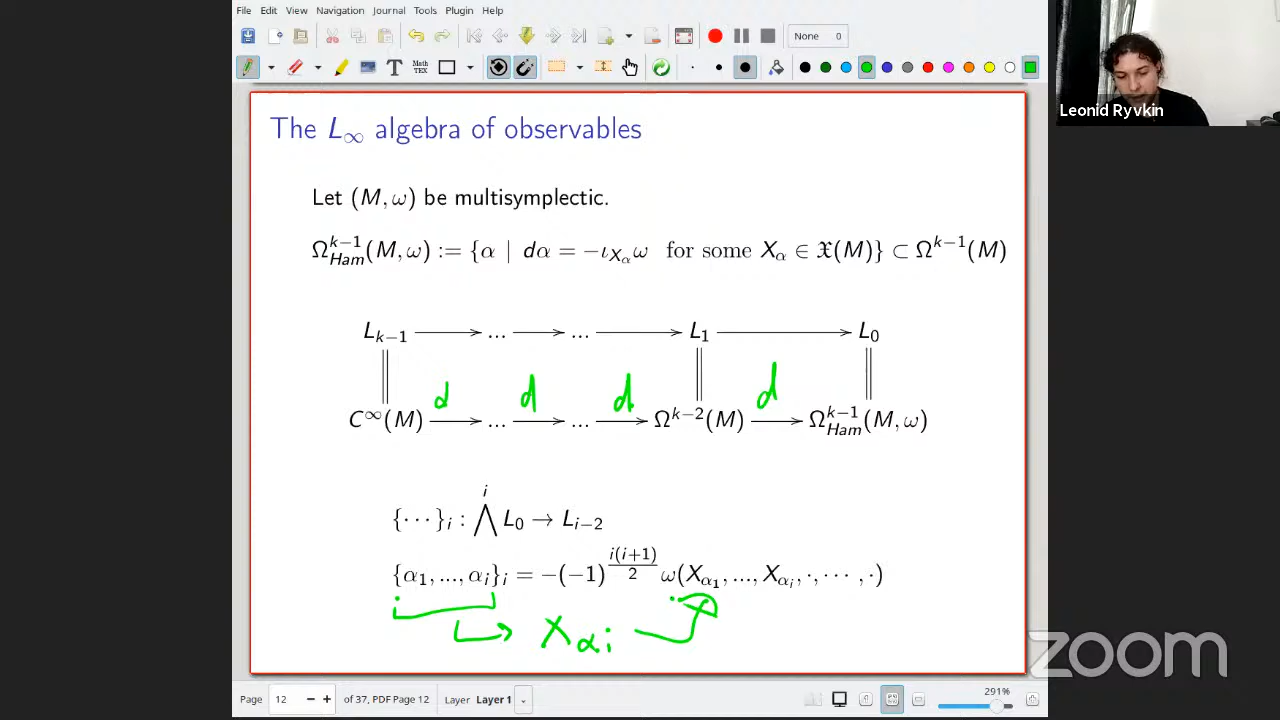 File Edit View Navigation Journal Tools Plugin Help
None 0
Math TEX
Leonid Ryvkin
The L∞ algebra of observables
Let (M, ω) be multisymplectic.
Ω^{k−1}_{Ham}(M, ω) := {α | dα = −ι_{X_α}ω for some X_α ∈ 𝔛(M)} ⊂ Ω^{k−1}(M)
L_{k−1} ... ... L_1 L_0
d d d d
C^∞(M) ... ... Ω^{k−2}(M) Ω^{k−1}_{Ham}(M, ω)
{···}_i : ⋀^i L_0 → L_{i−2}
{α_1, ..., α_i}_i = −(−1)^{i(i+1)/2} ω(X_{α_1}, ..., X_{α_i}, ·, ···, ·)
X_{αi}
zoom
Page 12 of 37, PDF Page 12 Layer Layer 1 291%